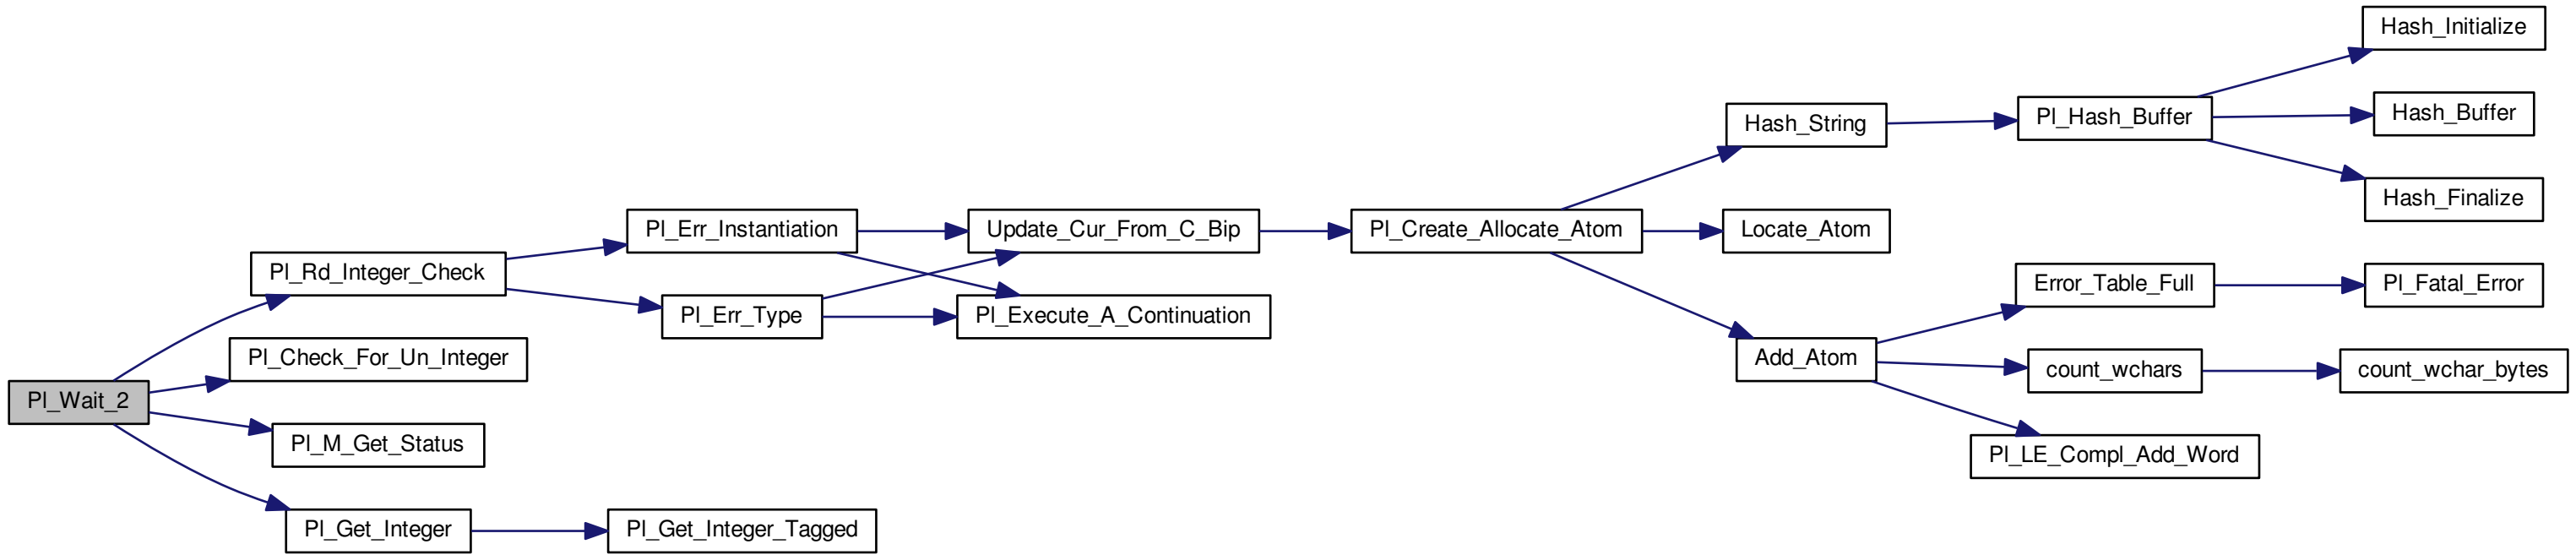 Pl_Wait_2
Pl_Rd_Integer_Check
Pl_Check_For_Un_Integer
Pl_M_Get_Status
Pl_Get_Integer
Pl_Err_Instantiation
Pl_Err_Type
Pl_Get_Integer_Tagged
Update_Cur_From_C_Bip
Pl_Execute_A_Continuation
Pl_Create_Allocate_Atom
Hash_String
Locate_Atom
Add_Atom
Pl_Hash_Buffer
Error_Table_Full
count_wchars
Pl_LE_Compl_Add_Word
Hash_Initialize
Hash_Buffer
Hash_Finalize
Pl_Fatal_Error
count_wchar_bytes